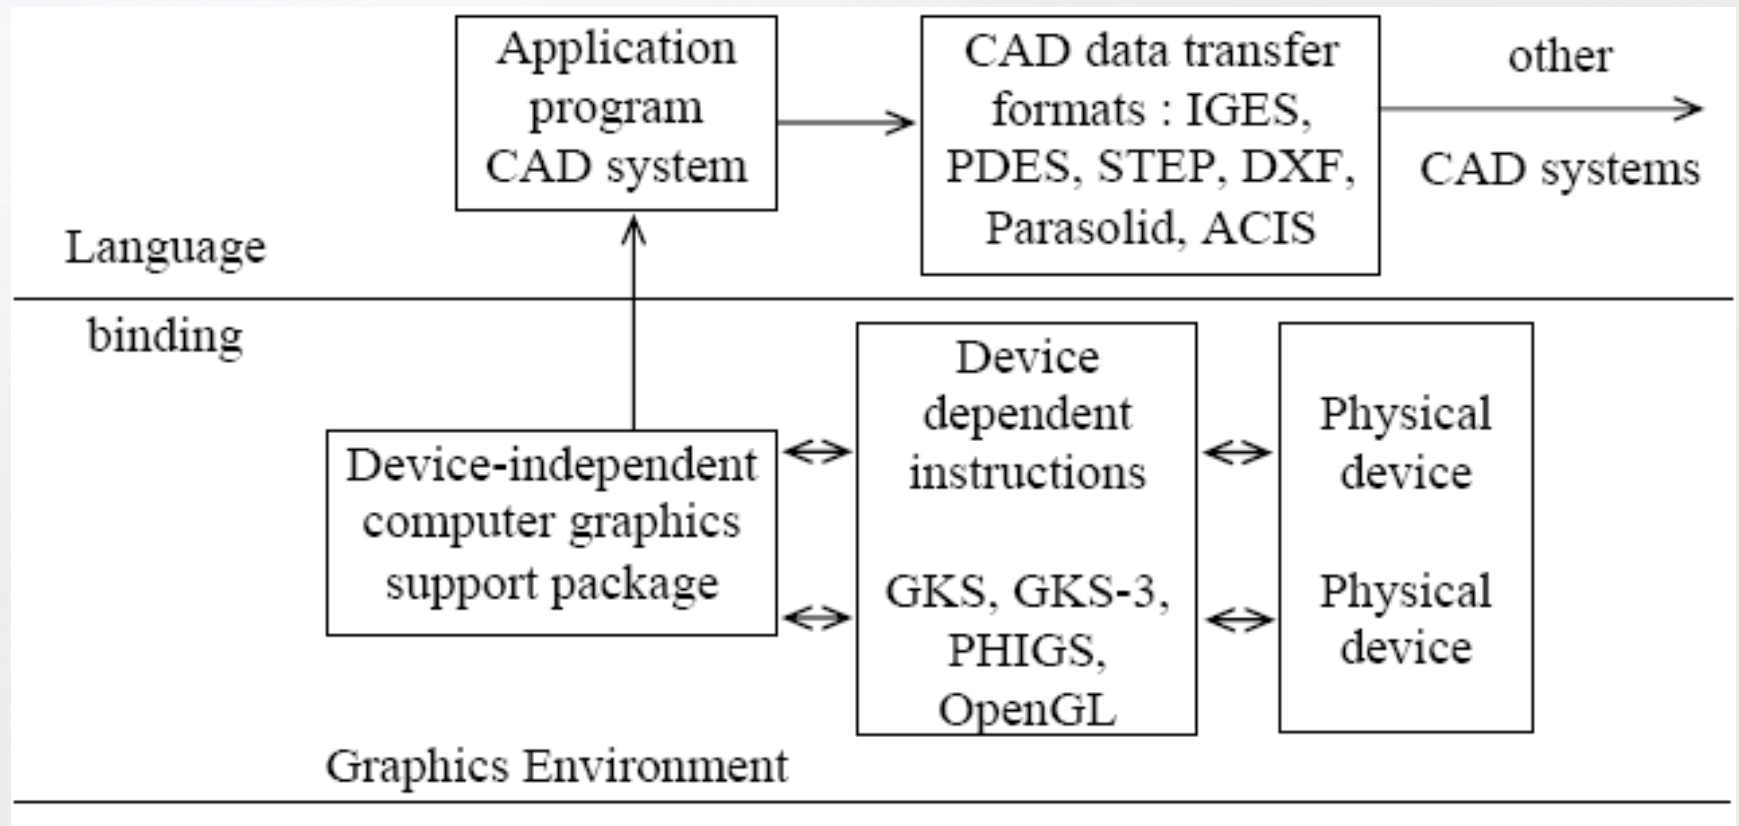 Application
program
CAD system
CAD data transfer
formats : IGES,
PDES, STEP, DXF,
Parasolid, ACIS
other
CAD systems
Language
binding
Device-independent
computer graphics
support package
Device
dependent
instructions
GKS, GKS-3,
PHIGS,
OpenGL
Physical
device
Physical
device
Graphics Environment